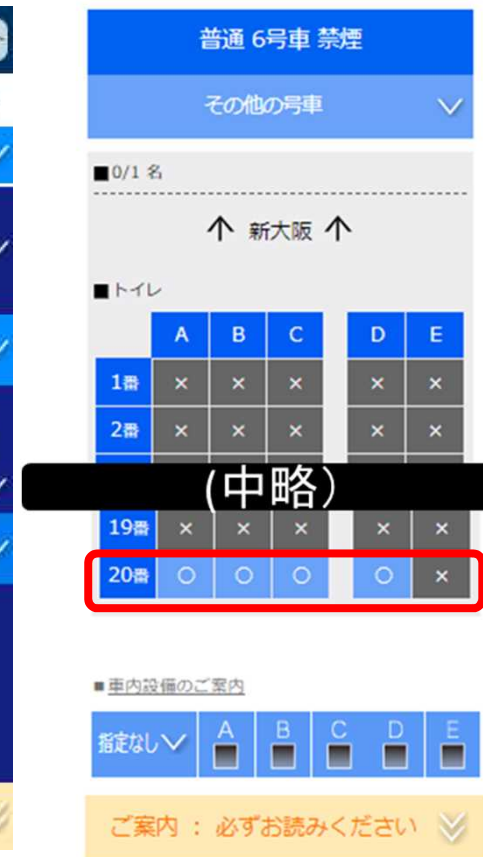 普通 6号車 禁煙
その他の号車
■0/1 名
↑ 新大阪 ↑
■トイレ
A B C D E
1番 × × × × ×
2番 × × × × ×
(中略)
19番 × × × × ×
20番 ○ ○ ○ ○ ×
■車内設備のご案内
指定なし A B C D E
ご案内 : 必ずお読みください